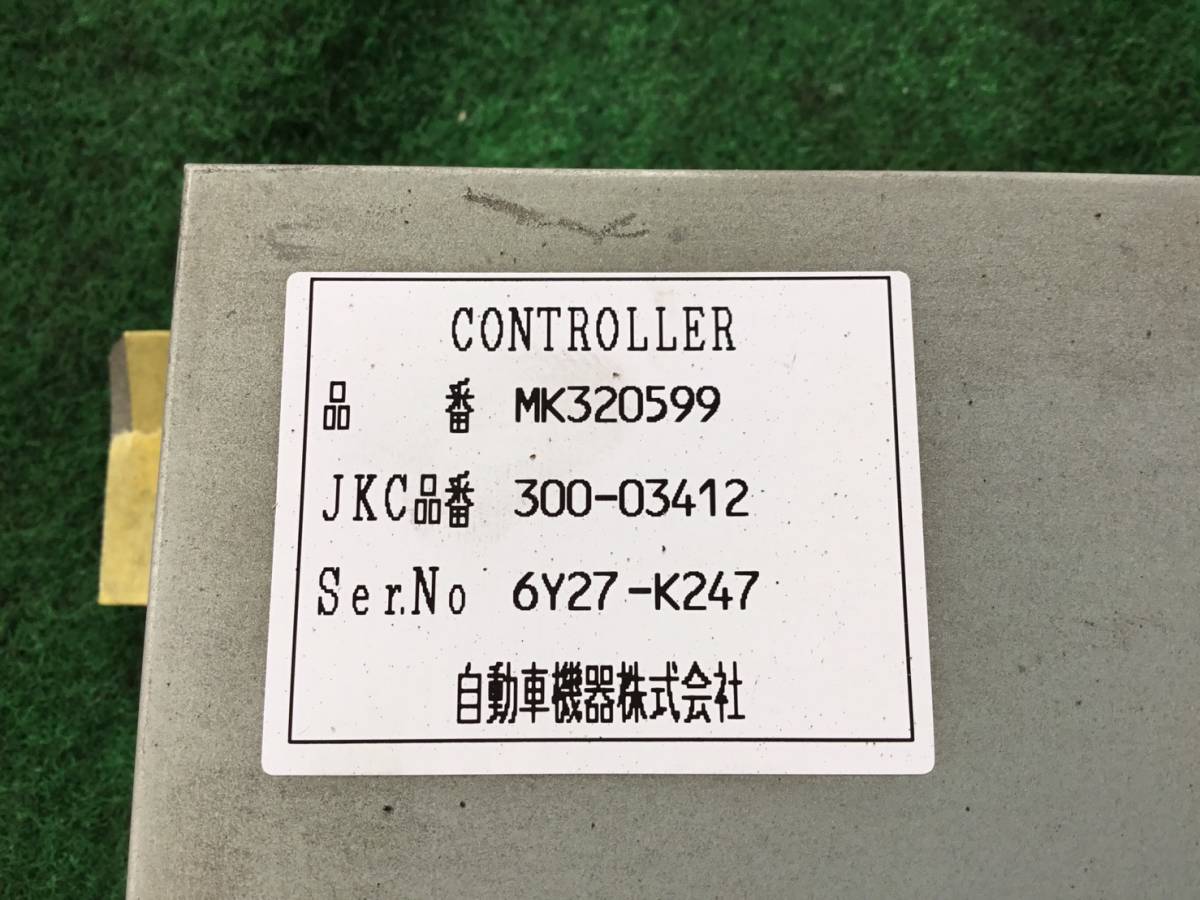 CONTROLLER
品 番 MK320599
JKC品番 300-03412
Ser.No 6Y27-K247
自動車機器株式会社